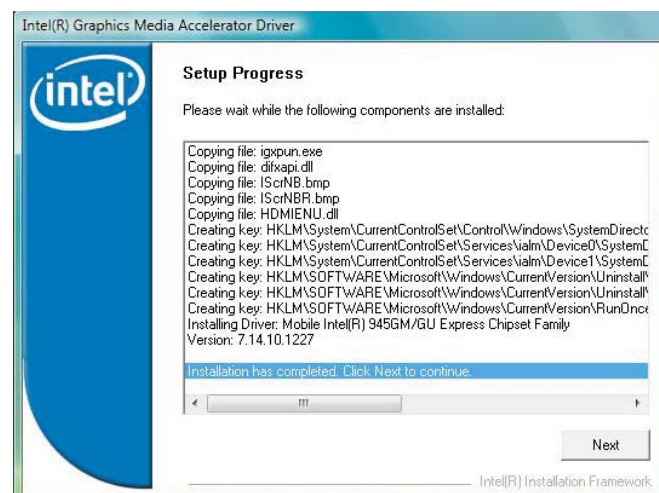 Intel(R) Graphics Media Accelerator Driver
intel
Setup Progress
Please wait while the following components are installed:
Copying file: igxpun.exe
Copying file: difxapi.dll
Copying file: IScrNB.bmp
Copying file: IScrNBR.bmp
Copying file: HDMIENU.dll
Creating key: HKLM\System\CurrentControlSet\Control\Windows\SystemDirecto
Creating key: HKLM\System\CurrentControlSet\Services\ialm\Device0\SystemD
Creating key: HKLM\System\CurrentControlSet\Services\ialm\Device1\SystemD
Creating key: HKLM\SOFTWARE\Microsoft\Windows\CurrentVersion\Uninstall\
Creating key: HKLM\SOFTWARE\Microsoft\Windows\CurrentVersion\Uninstall\
Creating key: HKLM\SOFTWARE\Microsoft\Windows\CurrentVersion\RunOnce
Installing Driver: Mobile Intel(R) 945GM/GU Express Chipset Family
Version: 7.14.10.1227
Installation has completed. Click Next to continue.
Next
Intel(R) Installation Framework